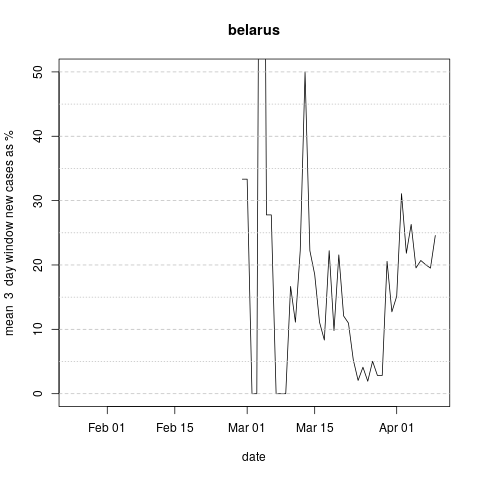 belarus
mean 3 day window new cases as %
50
40
30
20
10
0
Feb 01
Feb 15
Mar 01
Mar 15
Apr 01
date